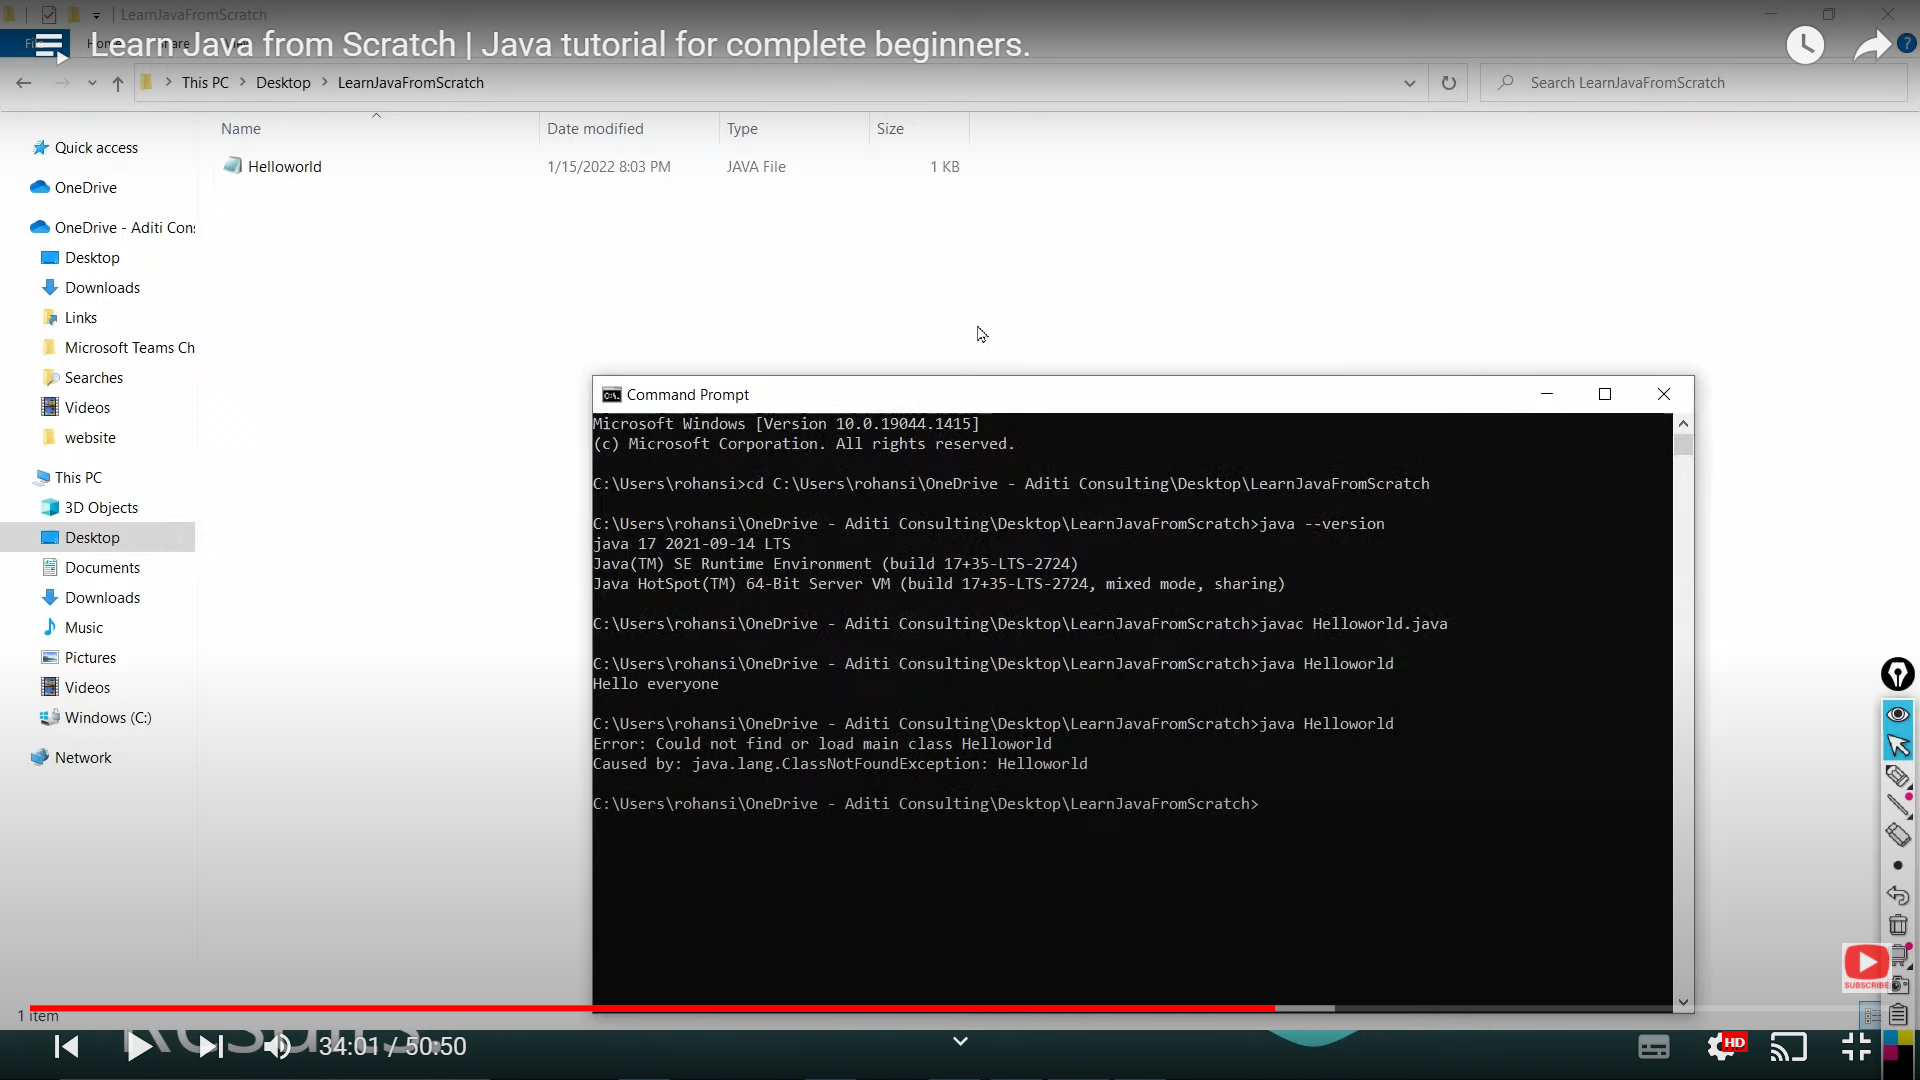 LearnJavaFromScratch
Learn Java from Scratch | Java tutorial for complete beginners.
This PC > Desktop > LearnJavaFromScratch
Search LearnJavaFromScratch
Name Date modified Type Size
Helloworld 1/15/2022 8:03 PM JAVA File 1 KB
Quick access
OneDrive
OneDrive - Aditi Con
Desktop
Downloads
Links
Microsoft Teams Ch
Searches
Videos
website
This PC
3D Objects
Desktop
Documents
Downloads
Music
Pictures
Videos
Windows (C:)
Network
Command Prompt
Microsoft Windows [Version 10.0.19044.1415]
(c) Microsoft Corporation. All rights reserved.
C:\Users\rohansi>cd C:\Users\rohansi\OneDrive - Aditi Consulting\Desktop\LearnJavaFromScratch
C:\Users\rohansi\OneDrive - Aditi Consulting\Desktop\LearnJavaFromScratch>java --version
java 17 2021-09-14 LTS
Java(TM) SE Runtime Environment (build 17+35-LTS-2724)
Java HotSpot(TM) 64-Bit Server VM (build 17+35-LTS-2724, mixed mode, sharing)
C:\Users\rohansi\OneDrive - Aditi Consulting\Desktop\LearnJavaFromScratch>javac Helloworld.java
C:\Users\rohansi\OneDrive - Aditi Consulting\Desktop\LearnJavaFromScratch>java Helloworld
Hello everyone
C:\Users\rohansi\OneDrive - Aditi Consulting\Desktop\LearnJavaFromScratch>java Helloworld
Error: Could not find or load main class Helloworld
Caused by: java.lang.ClassNotFoundException: Helloworld
C:\Users\rohansi\OneDrive - Aditi Consulting\Desktop\LearnJavaFromScratch>
SUBSCRIBE
1 item
34:01 / 50:50
HD